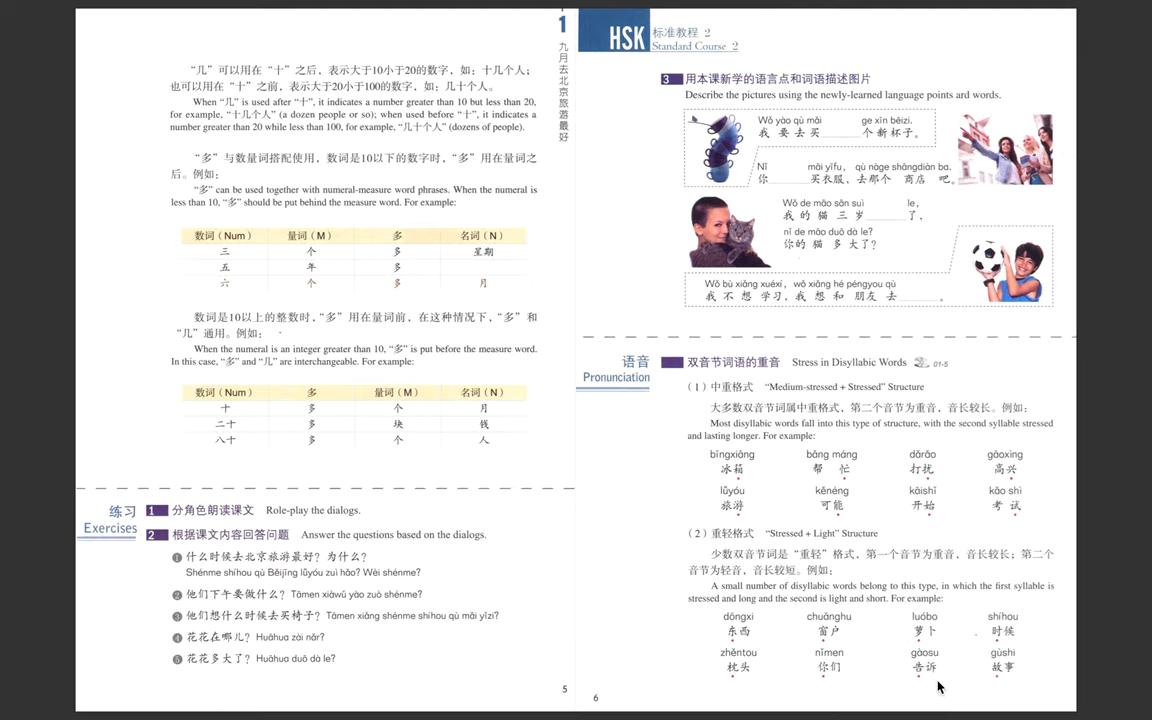 1
九月去北京旅游最好
“几”可以用在“十”之后，表示大于10小于20的数字，如：十几个人；
也可以用在“十”之前，表示大于20小于100的数字，如：几十个人。
When “几” is used after “十”, it indicates a number greater than 10 but less than 20,
for example, “十几个人” (a dozen people or so); when used before “十”, it indicates a
number greater than 20 while less than 100, for example, “几十个人” (dozens of people).
“多”与数量词搭配使用，数词是10以下的数字时，“多”用在量词之
后。例如：
“多” can be used together with numeral-measure word phrases. When the numeral is
less than 10, “多” should be put behind the measure word. For example:
数词（Num） 量词（M） 多 名词（N）
三 个 多 星期
五 年 多
六 个 多 月
数词是10以上的整数时，“多”用在量词前，在这种情况下，“多”和
“几”通用。例如：
When the numeral is an integer greater than 10, “多” is put before the measure word.
In this case, “多” and “几” are interchangeable. For example:
数词（Num） 多 量词（M） 名词（N）
十 多 个 月
二十 多 块 钱
八十 多 个 人
练习
Exercises
1 分角色朗读课文 Role-play the dialogs.
2 根据课文内容回答问题 Answer the questions based on the dialogs.
❶ 什么时候去北京旅游最好？为什么？
Shénme shíhou qù Běijīng lǚyóu zuì hǎo? Wèi shénme?
❷ 他们下午要做什么？ Tāmen xiàwǔ yào zuò shénme?
❸ 他们想什么时候去买椅子？ Tāmen xiǎng shénme shíhou qù mǎi yǐzi?
❹ 花花在哪儿？ Huāhua zài nǎr?
❺ 花花多大了？ Huāhua duō dà le?
5
HSK 标准教程 2
Standard Course 2
3 用本课新学的语言点和词语描述图片
Describe the pictures using the newly-learned language points and words.
Wǒ yào qù mǎi ge xīn bēizi.
我 要 去 买 个 新 杯子。
Nǐ mǎi yīfu, qù nàge shāngdiàn ba.
你 买 衣服，去 那个 商店 吧。
Wǒ de māo sān suì le,
我 的 猫 三 岁 了，
nǐ de māo duō dà le?
你的 猫 多 大了？
Wǒ bù xiǎng xuéxí, wǒ xiǎng hé péngyou qù
我 不 想 学习，我 想 和 朋友 去 。
语音
Pronunciation
双音节词语的重音 Stress in Disyllabic Words 01-5
（1）中重格式 “Medium-stressed + Stressed” Structure
大多数双音节词属中重格式，第二个音节为重音，音长较长。例如：
Most disyllabic words fall into this type of structure, with the second syllable stressed
and lasting longer. For example:
bīngxiāng bāng máng dǎrǎo gāoxìng
冰箱 帮 忙 打扰 高兴
lǚyóu kěnéng kāishǐ kǎo shì
旅游 可能 开始 考 试
（2）重轻格式 “Stressed + Light” Structure
少数双音节词是“重轻”格式，第一个音节为重音，音长较长；第二个
音节为轻音，音长较短。例如：
A small number of disyllabic words belong to this type, in which the first syllable is
stressed and long and the second is light and short. For example:
dōngxi chuānghu luóbo shíhou
东西 窗户 萝卜 时候
zhěntou nǐmen gàosu gùshi
枕头 你们 告诉 故事
6